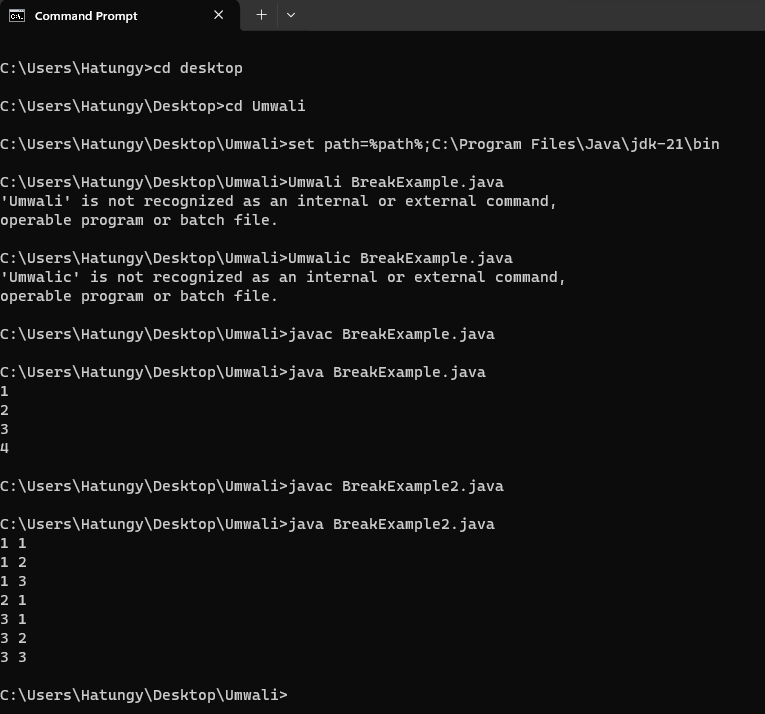 Command Prompt
C:\Users\Hatungy>cd desktop
C:\Users\Hatungy\Desktop>cd Umwali
C:\Users\Hatungy\Desktop\Umwali>set path=%path%;C:\Program Files\Java\jdk-21\bin
C:\Users\Hatungy\Desktop\Umwali>Umwali BreakExample.java
'Umwali' is not recognized as an internal or external command,
operable program or batch file.
C:\Users\Hatungy\Desktop\Umwali>Umwalic BreakExample.java
'Umwalic' is not recognized as an internal or external command,
operable program or batch file.
C:\Users\Hatungy\Desktop\Umwali>javac BreakExample.java
C:\Users\Hatungy\Desktop\Umwali>java BreakExample.java
1
2
3
4
C:\Users\Hatungy\Desktop\Umwali>javac BreakExample2.java
C:\Users\Hatungy\Desktop\Umwali>java BreakExample2.java
1 1
1 2
1 3
2 1
3 1
3 2
3 3
C:\Users\Hatungy\Desktop\Umwali>